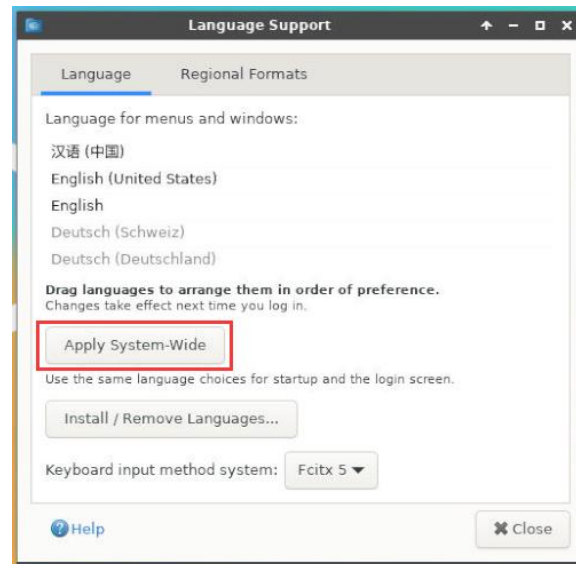 Language Support
Language Regional Formats
Language for menus and windows:
汉语 (中国)
English (United States)
English
Deutsch (Schweiz)
Deutsch (Deutschland)
Drag languages to arrange them in order of preference.
Changes take effect next time you log in.
Apply System-Wide
Use the same language choices for startup and the login screen.
Install / Remove Languages...
Keyboard input method system: Fcitx 5
Help Close